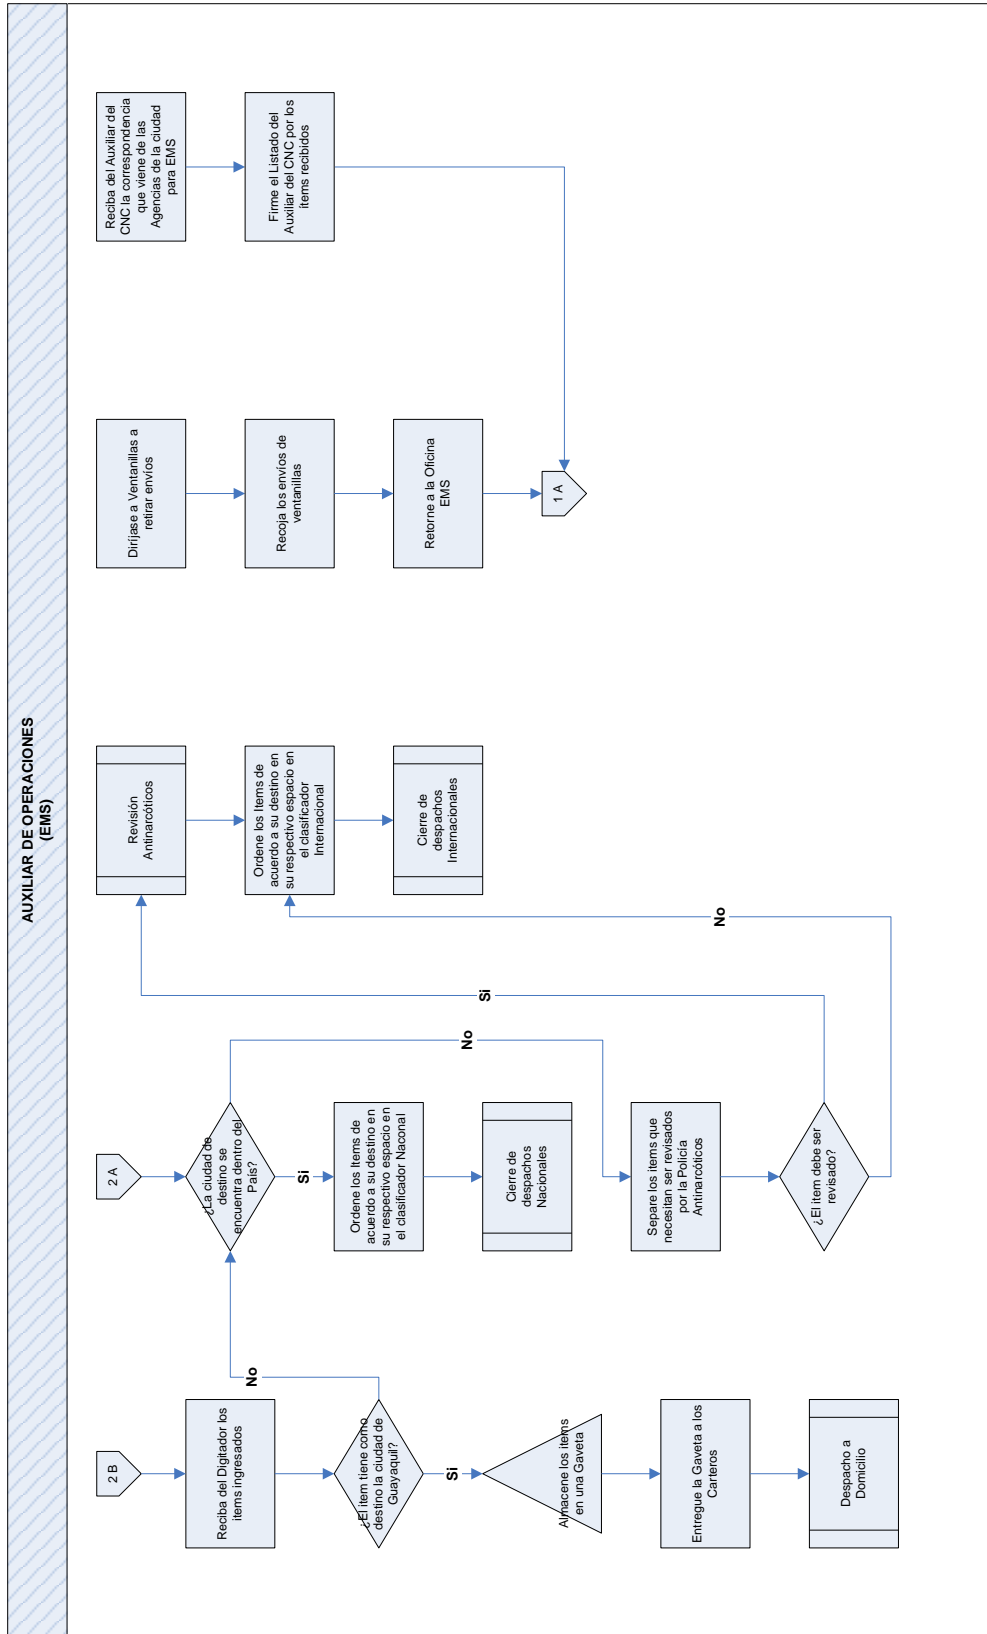 AUXILIAR DE OPERACIONES
(EMS)
2 B
Reciba del Digitador los
items ingresados
¿El item tiene como
destino la ciudad de
Guayaquil?
No
Si
Almacene los items
en una Gaveta
Entregue la Gaveta a los
Carteros
Despacho a
Domicilio
2 A
¿La ciudad de
destino se
encuentra dentro del
País?
Si
No
Ordene los Items de
acuerdo a su destino en
su respectivo espacio en
el clasificador Naconal
Cierre de
despachos
Nacionales
Separe los items que
necesitan ser revisados
por la Policía
Antinarcóticos
¿El item debe ser
revisado?
Si
No
Revisión
Antinarcóticos
Ordene los Items de
acuerdo a su destino en
su respectivo espacio en
el clasificador
Internacional
Cierre de
despachos
Internacionales
Diríjase a Ventanillas a
retirar envíos
Recoja los envíos de
ventanillas
Retorne a la Oficina
EMS
1 A
Reciba del Auxiliar del
CNC la correspondencia
que viene de las
Agencias de la ciudad
para EMS
Firme el Listado del
Auxiliar del CNC por los
ítems recibidos